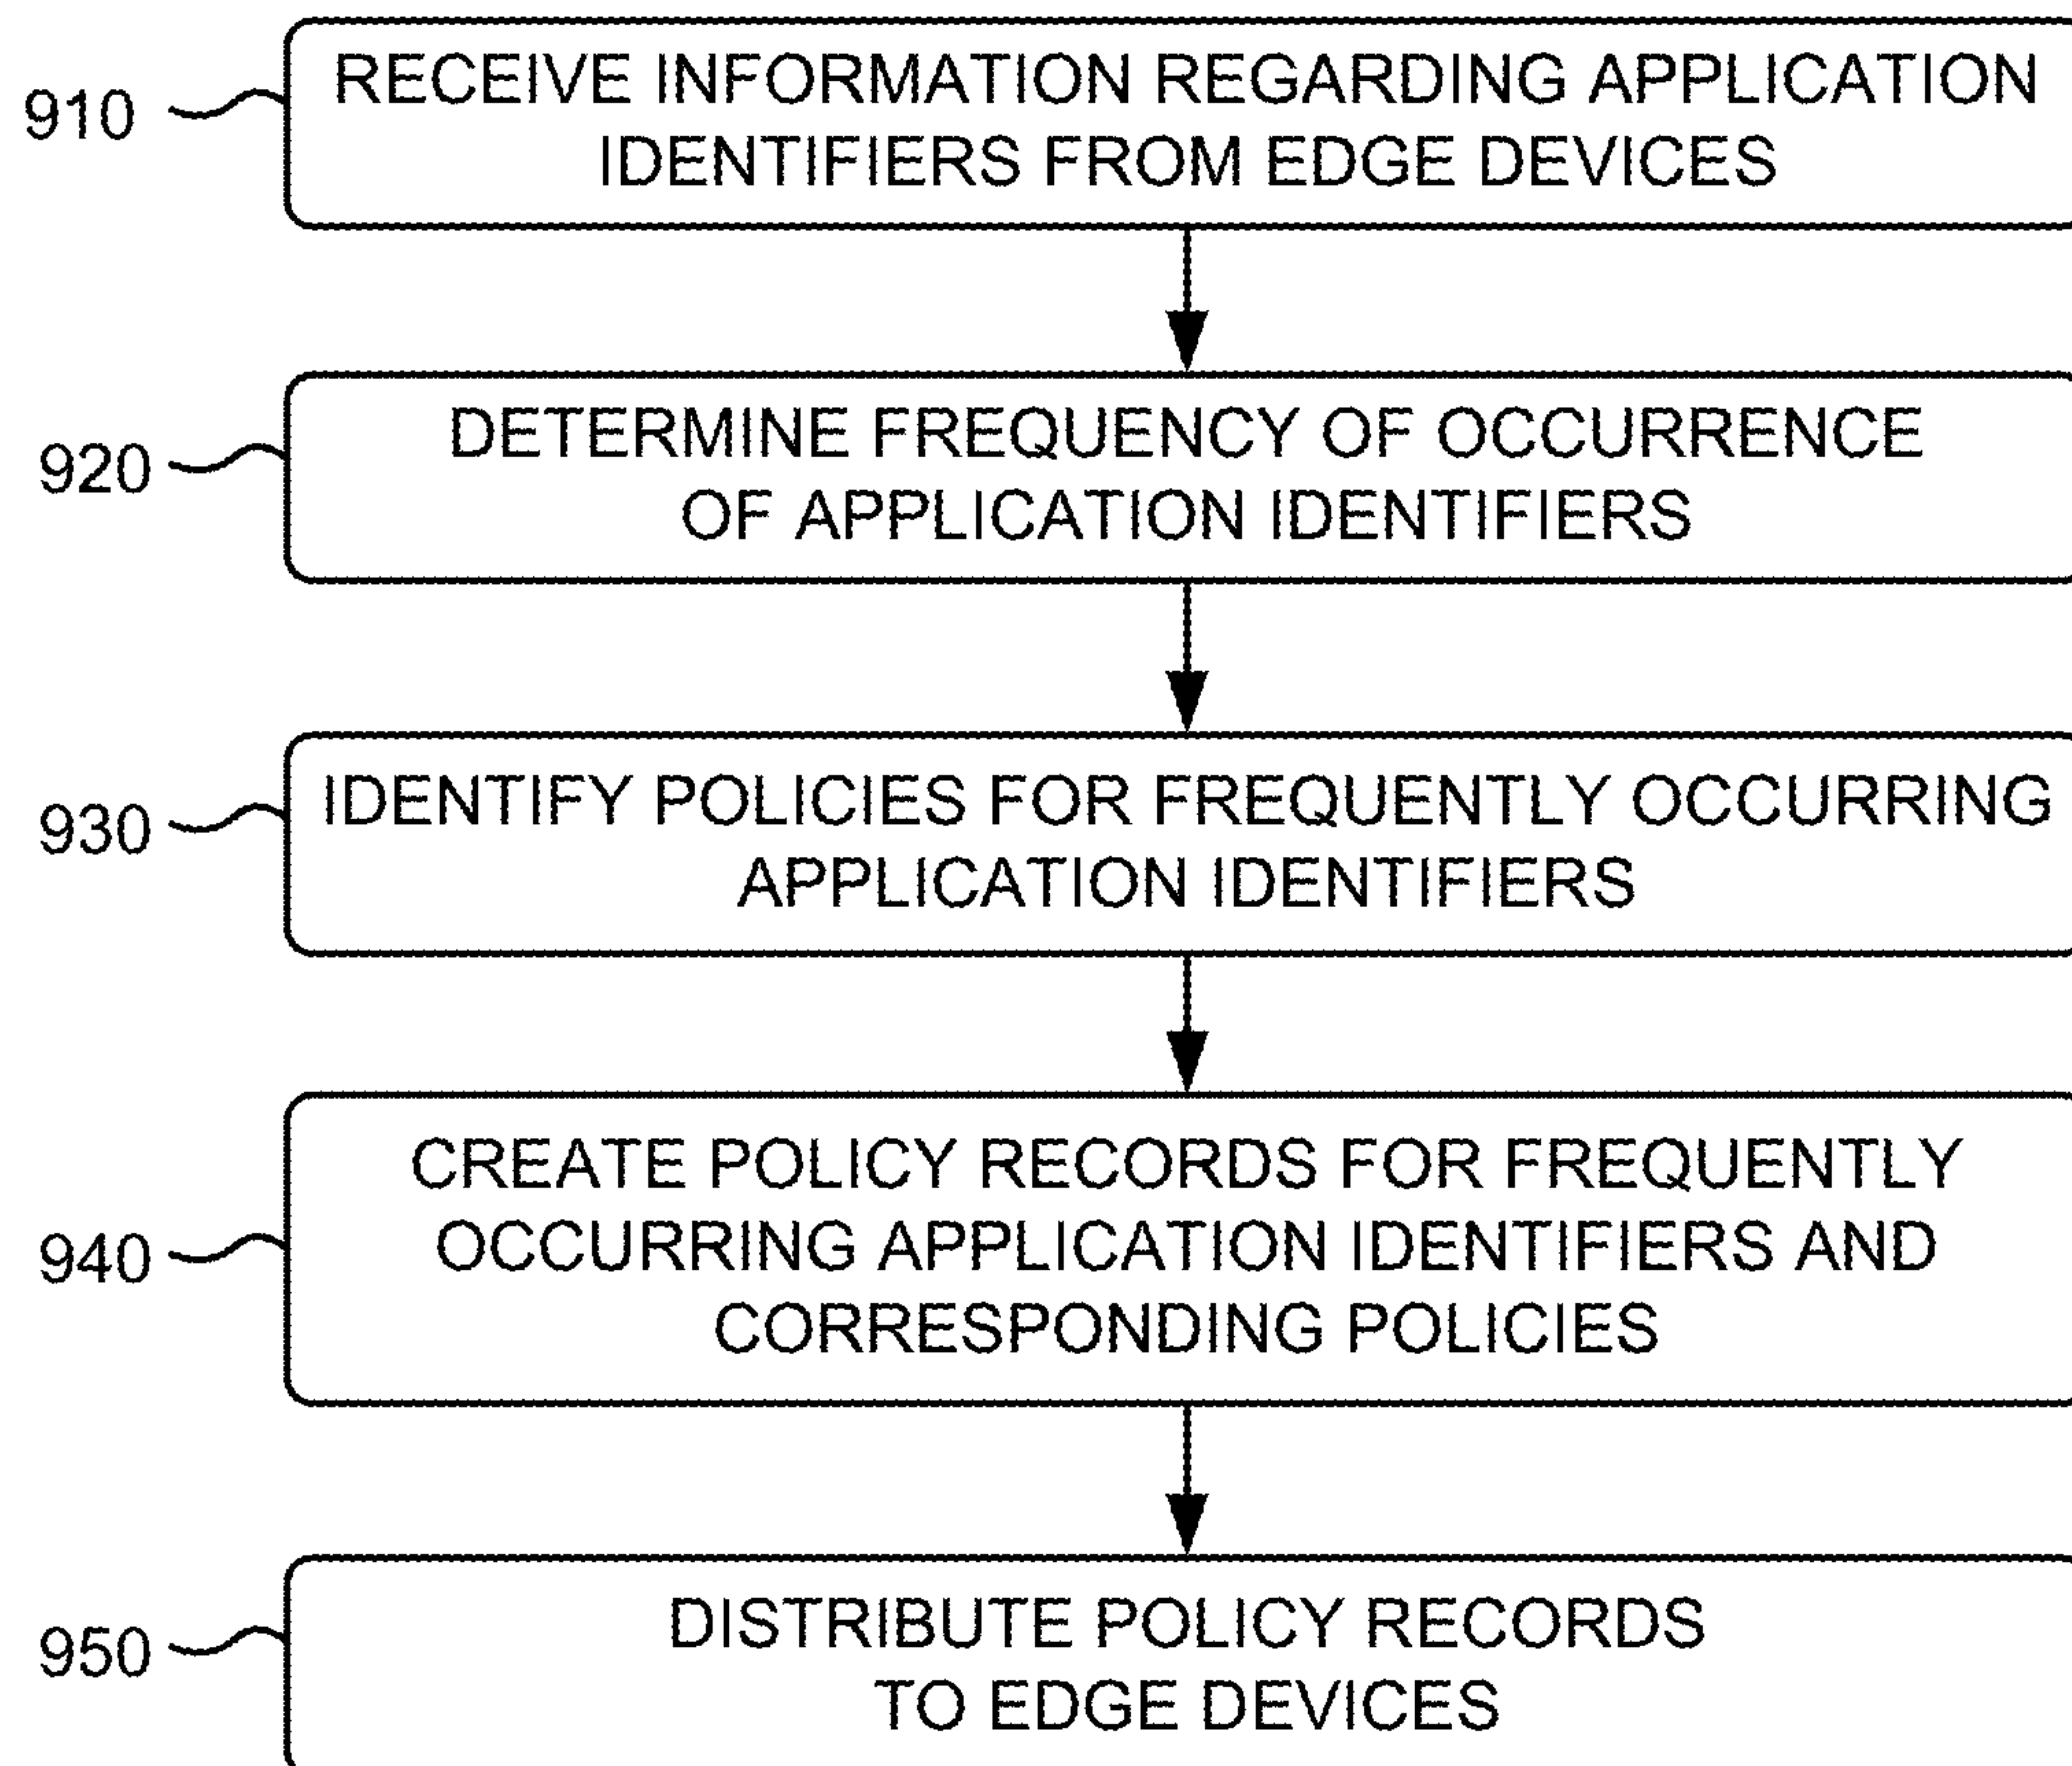 910
RECEIVE INFORMATION REGARDING APPLICATION
IDENTIFIERS FROM EDGE DEVICES
920
DETERMINE FREQUENCY OF OCCURRENCE
OF APPLICATION IDENTIFIERS
930
IDENTIFY POLICIES FOR FREQUENTLY OCCURRING
APPLICATION IDENTIFIERS
940
CREATE POLICY RECORDS FOR FREQUENTLY
OCCURRING APPLICATION IDENTIFIERS AND
CORRESPONDING POLICIES
950
DISTRIBUTE POLICY RECORDS
TO EDGE DEVICES